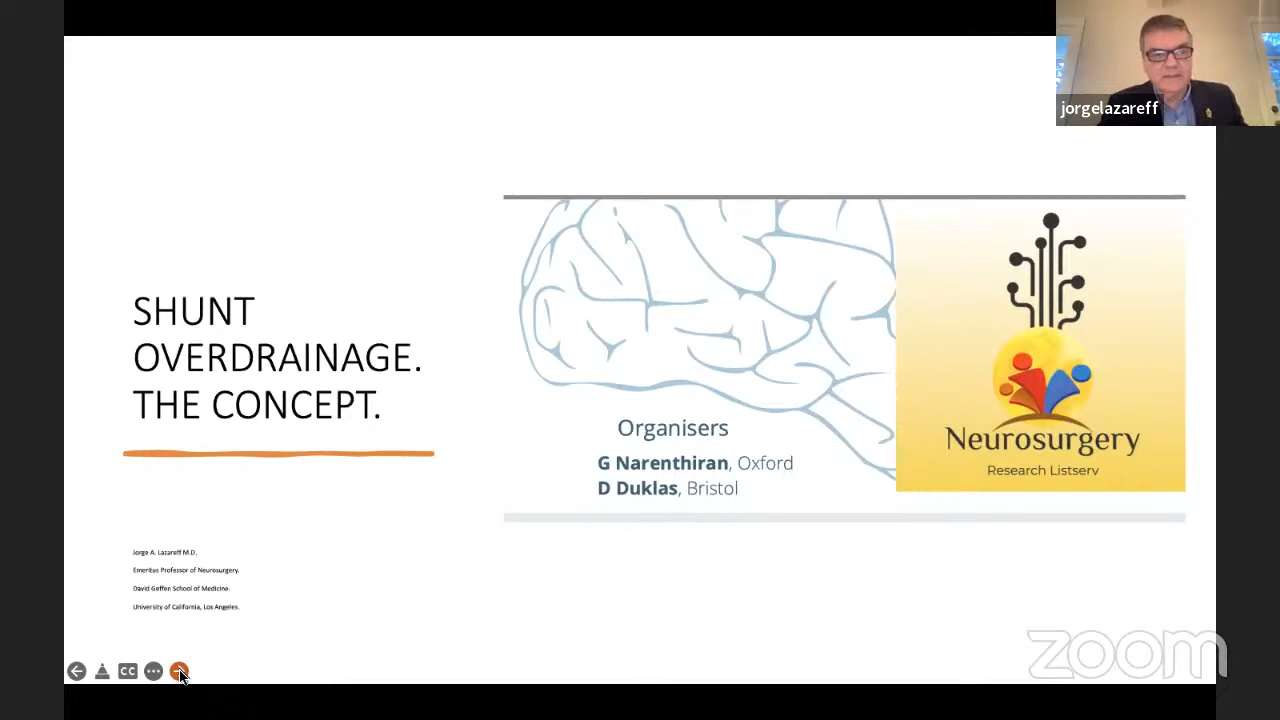 jorgelazareff
SHUNT
OVERDRAINAGE.
THE CONCEPT.
Organisers
G Narenthiran, Oxford
D Duklas, Bristol
Neurosurgery
Research Listserv
Jorge A. Lazareff M.D.
Emeritus Professor of Neurosurgery.
David Geffen School of Medicine.
University of California, Los Angeles.
CC
zoom